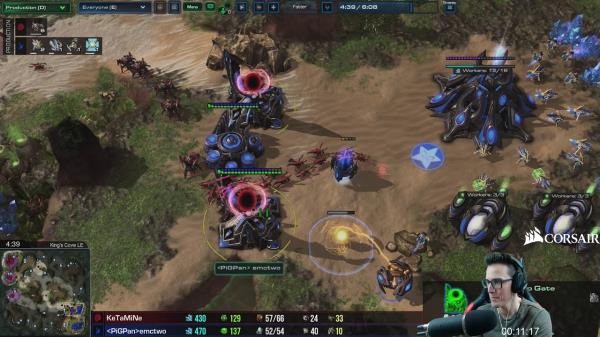 Production (D)
Everyone (E)
Menu
4:39 / 6:08
Faster
PRODUCTION
Workers: 13/16
Workers: 3/3
Workers: 3/3
CORSAIR
<PiGPan> emctwo
4:39
King's Cove LE
Gate
KeTaMiNe 430 129 57/66 24 33
<PiGPan>emctwo 470 137 52/54 40 10
00:11:17